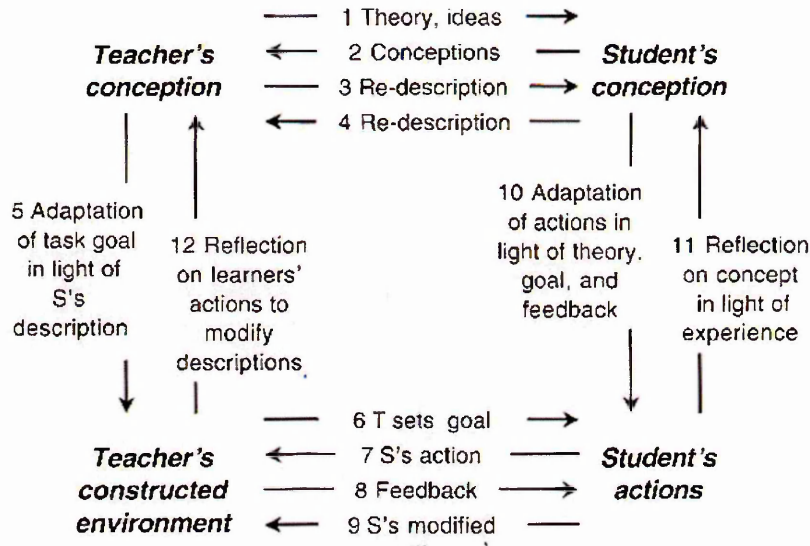 1 Theory, ideas
Teacher's
conception
2 Conceptions
3 Re-description
4 Re-description
Student's
conception
5 Adaptation
of task goal
in light of
S's
description
12 Reflection
on learners'
actions to
modify
descriptions
10 Adaptation
of actions in
light of theory,
goal, and
feedback
11 Reflection
on concept
in light of
experience
6 T sets goal
Teacher's
constructed
environment
7 S's action
8 Feedback
9 S's modified
Student's
actions